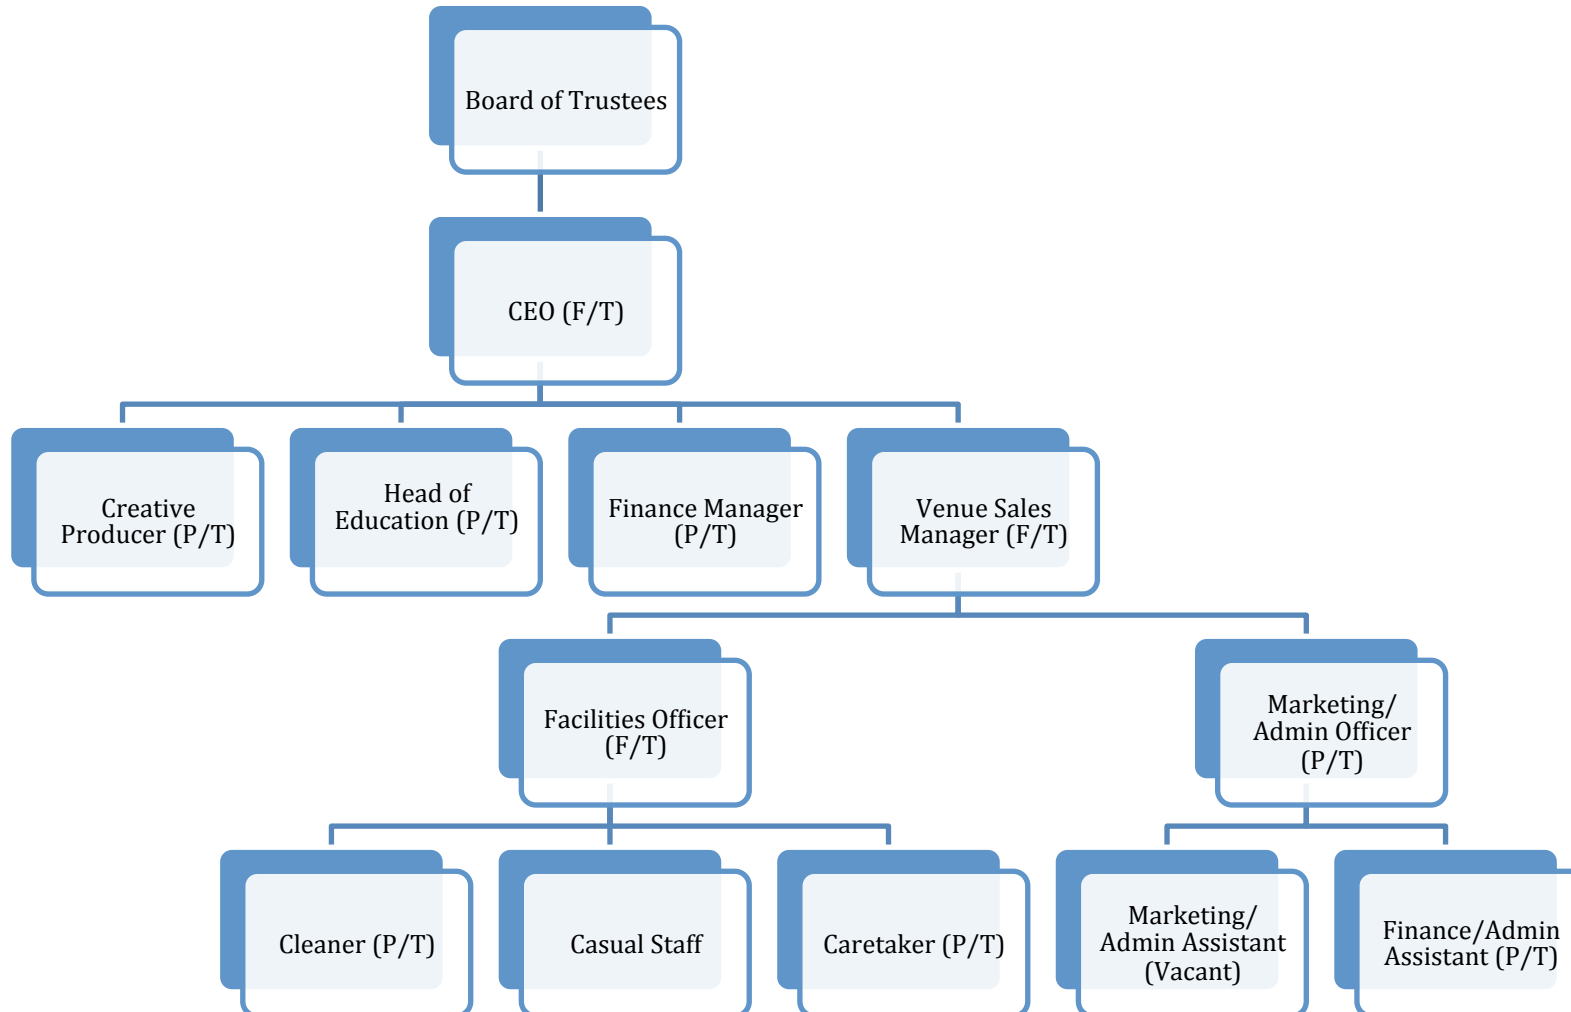 Board of Trustees
CEO (F/T)
Creative
Producer (P/T)
Head of
Education (P/T)
Finance Manager
(P/T)
Venue Sales
Manager (F/T)
Facilities Officer
(F/T)
Marketing/
Admin Officer
(P/T)
Cleaner (P/T)
Casual Staff
Caretaker (P/T)
Marketing/
Admin Assistant
(Vacant)
Finance/Admin
Assistant (P/T)